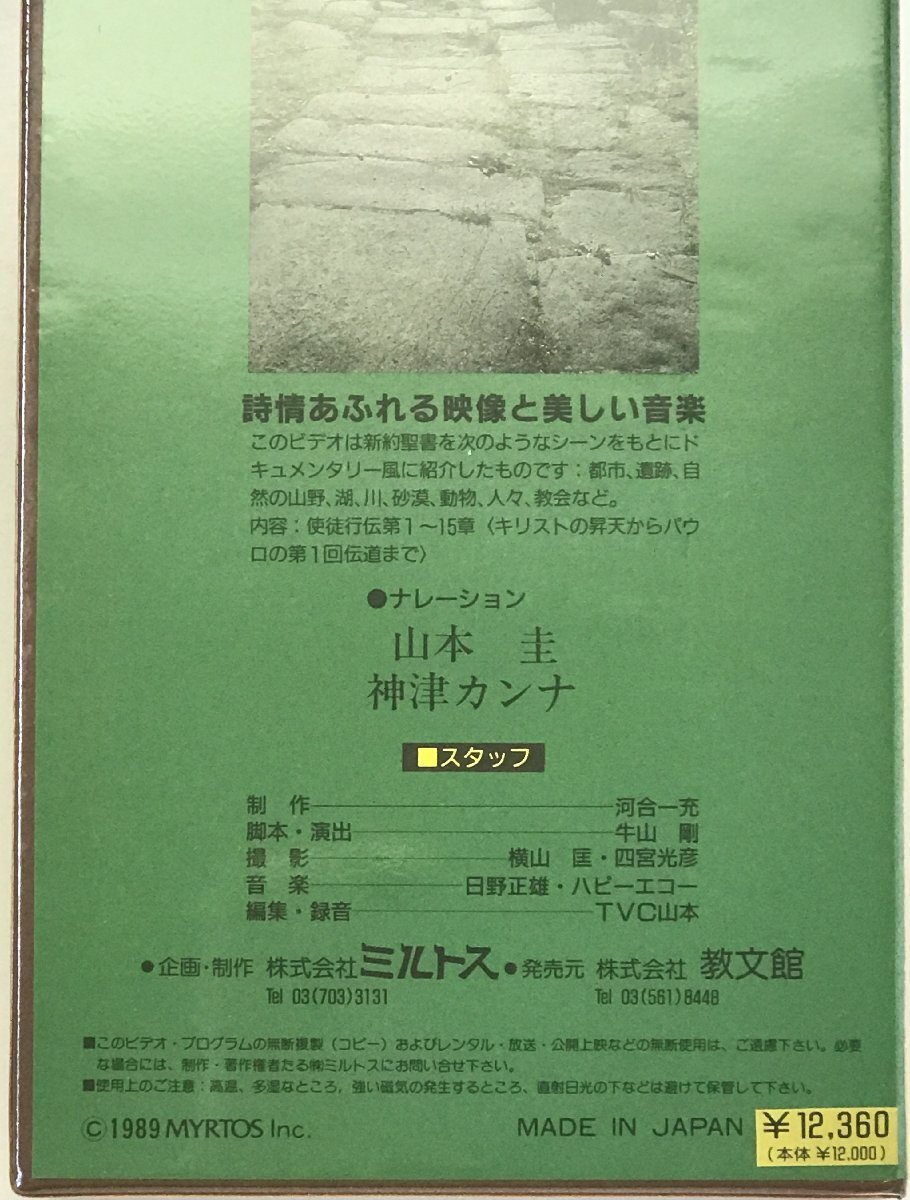 詩情あふれる映像と美しい音楽
このビデオは新約聖書を次のようなシーンをもとにド
キュメンタリー風に紹介したものです：都市、遺跡、自
然の山野、湖、川、砂漠、動物、人々、教会など。
内容：使徒行伝第1〜15章〈キリストの昇天からパウ
ロの第1回伝道まで〉
●ナレーション
山本　圭
神津カンナ
■スタッフ
制　作――――河合一充
脚本・演出――――牛山　剛
撮　影――――横山　匡・四宮光彦
音　楽――――日野正雄・ハピーエコー
編集・録音――――TVC山本
●企画・制作 株式会社ミルトス ●発売元 株式会社 教文館
Tel 03(703)3131 Tel 03(561)8448
■このビデオ・プログラムの無断複製（コピー）およびレンタル・放送・公開上映などの無断使用は、ご遠慮下さい。必要
な場合には、制作・著作権者たる㈱ミルトスにお問い合せ下さい。
■使用上のご注意：高温、多湿なところ，強い磁気の発生するところ、直射日光の下などは避けて保管して下さい。
©1989 MYRTOS Inc. MADE IN JAPAN ¥12,360
(本体 ¥12,000)